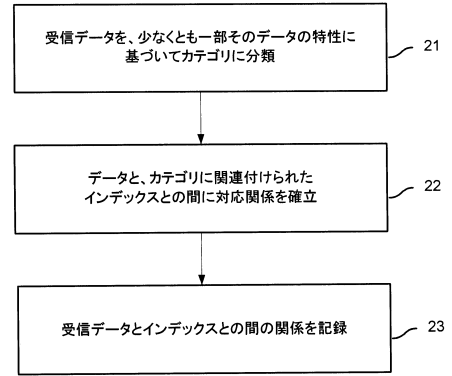 受信データを、少なくとも一部そのデータの特性に
基づいてカテゴリに分類
21
データと、カテゴリに関連付けられた
インデックスとの間に対応関係を確立
22
受信データとインデックスとの間の関係を記録
23